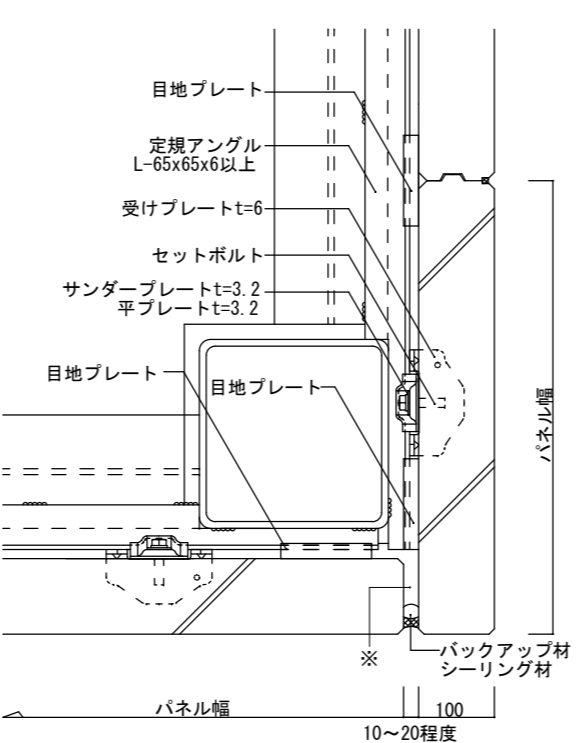 目地プレート
定規アングル
L-65x65x6以上
受けプレートt=6
セットボルト
サンダープレートt=3.2
平プレートt=3.2
目地プレート
目地プレート
パネル幅
※
バックアップ材
シーリング材
パネル幅
100
10～20程度